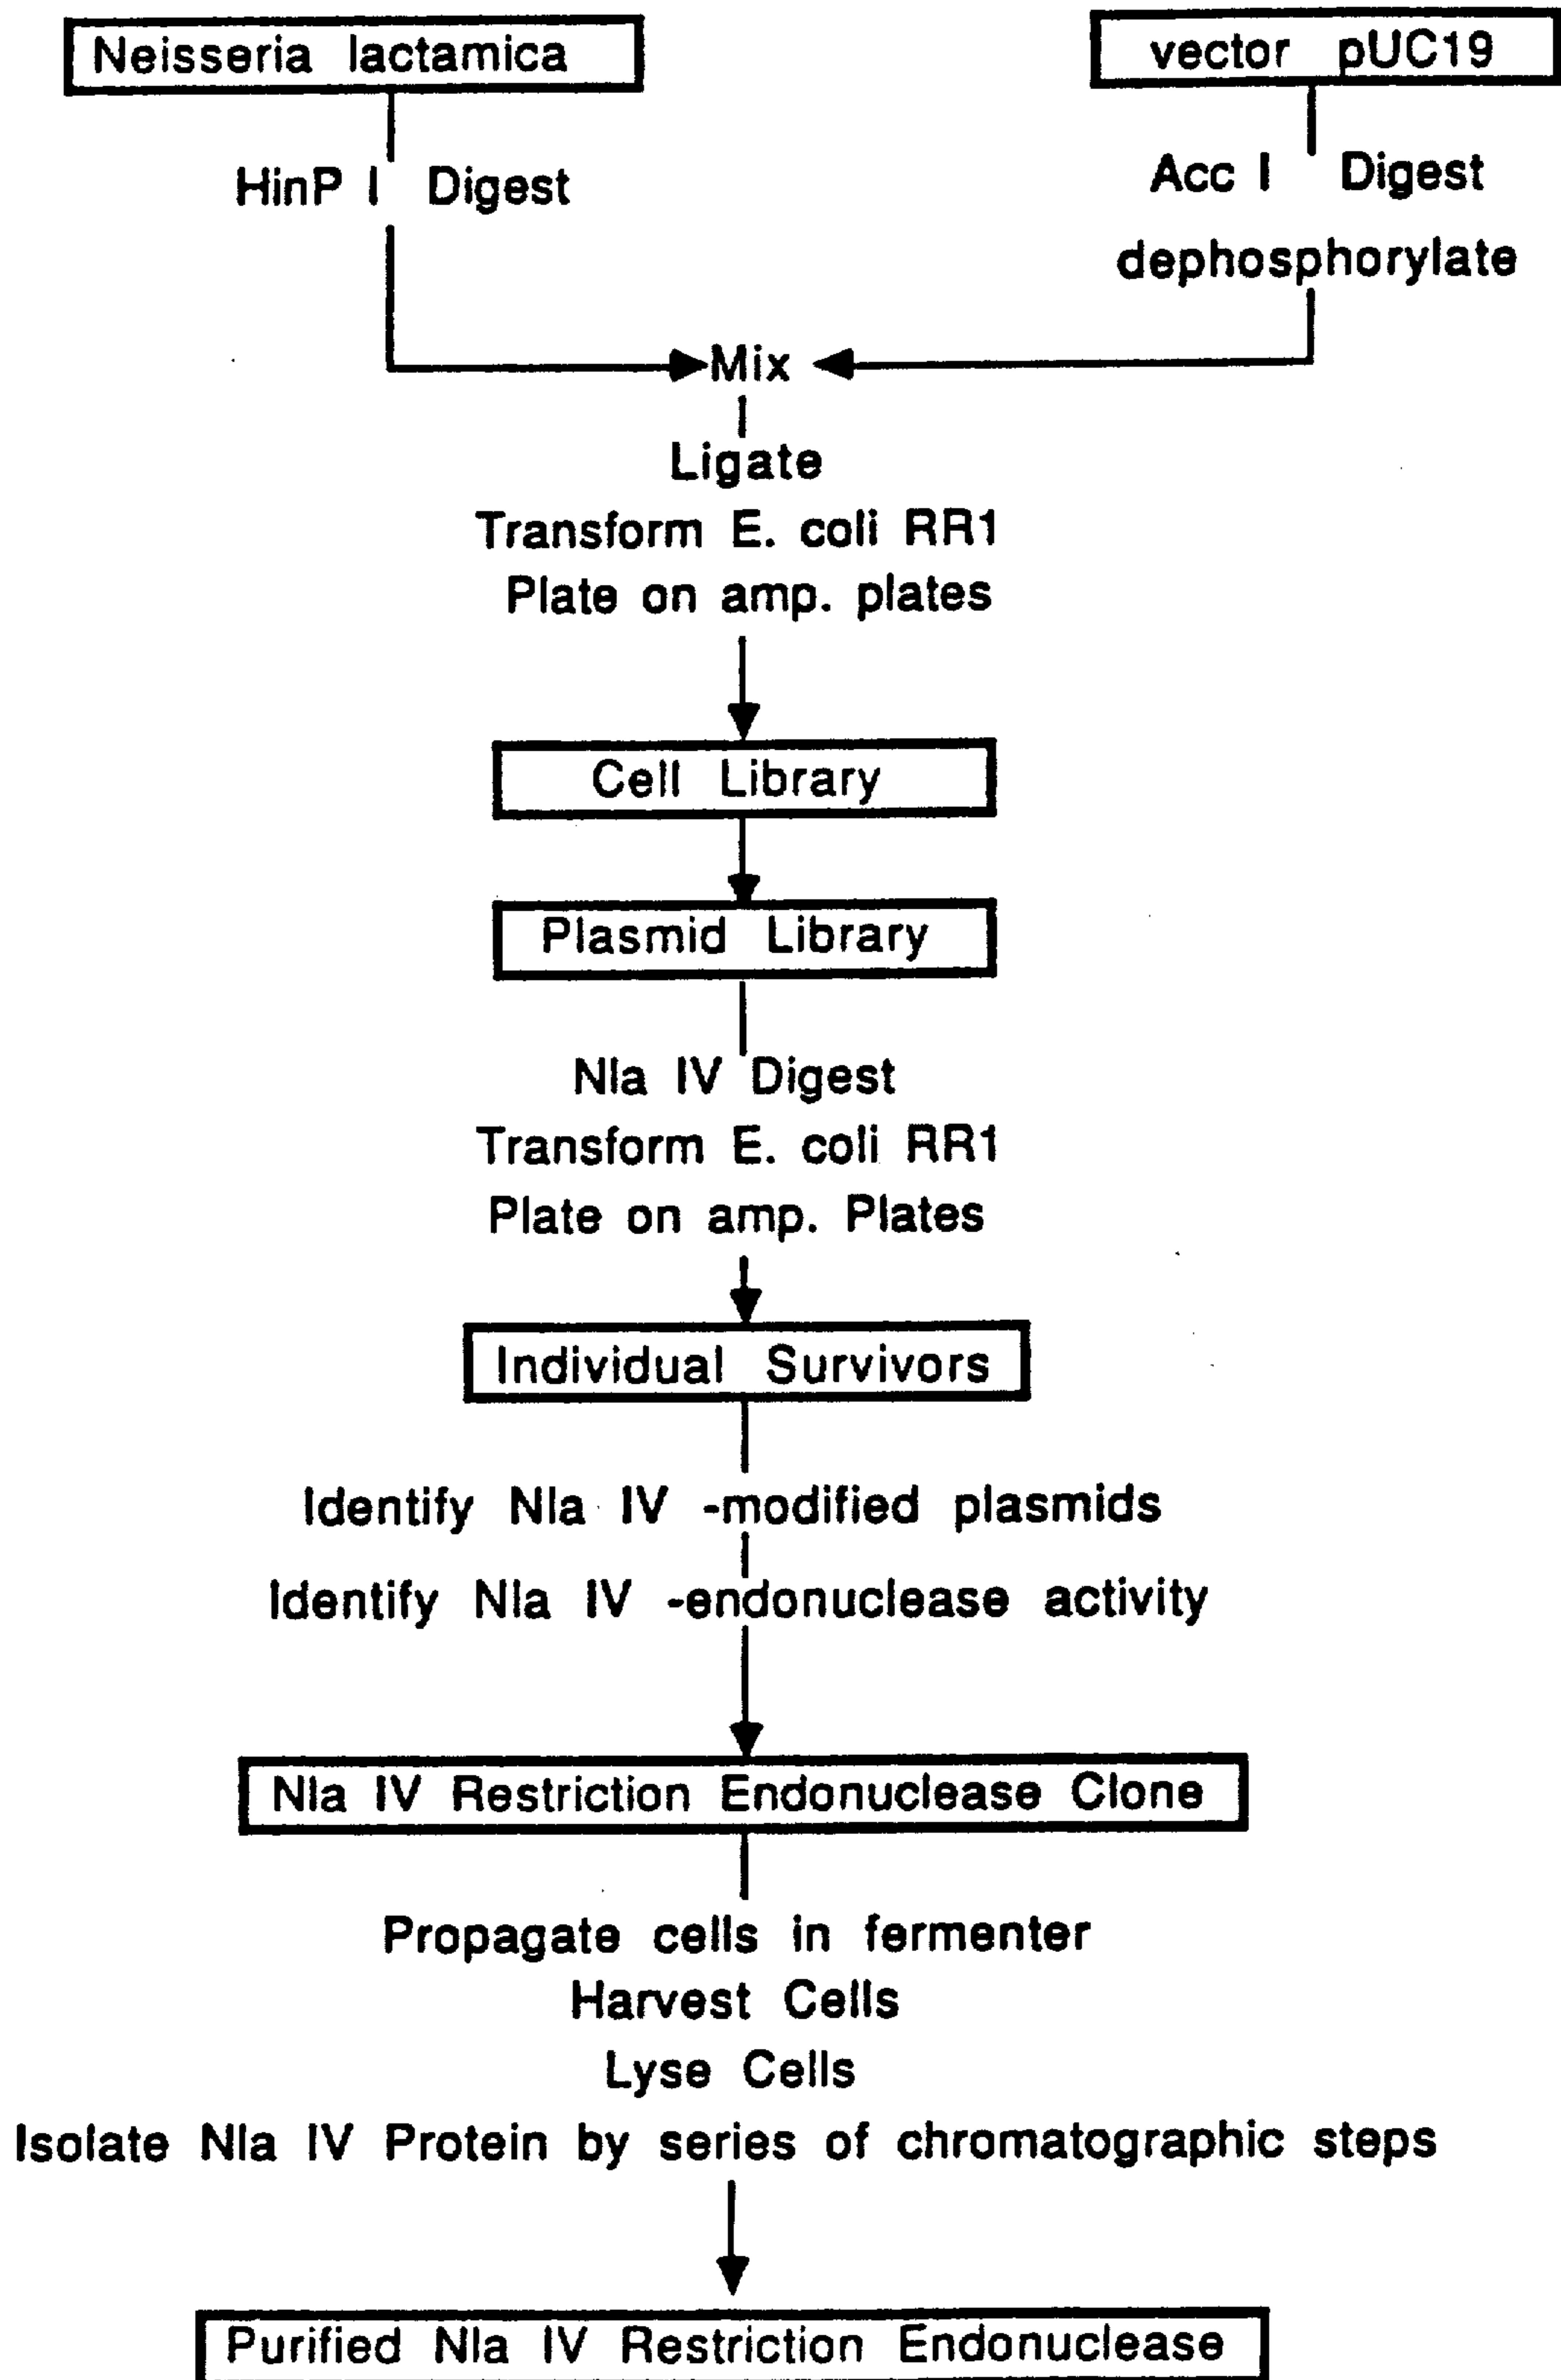 Neisseria lactamica
vector pUC19
HinP I Digest
Acc I Digest
dephosphorylate
Mix
Ligate
Transform E. coli RR1
Plate on amp. plates
Cell Library
Plasmid Library
Nla IV Digest
Transform E. coli RR1
Plate on amp. Plates
Individual Survivors
Identify Nla IV -modified plasmids
Identify Nla IV -endonuclease activity
Nla IV Restriction Endonuclease Clone
Propagate cells in fermenter
Harvest Cells
Lyse Cells
Isolate Nla IV Protein by series of chromatographic steps
Purified Nla IV Restriction Endonuclease